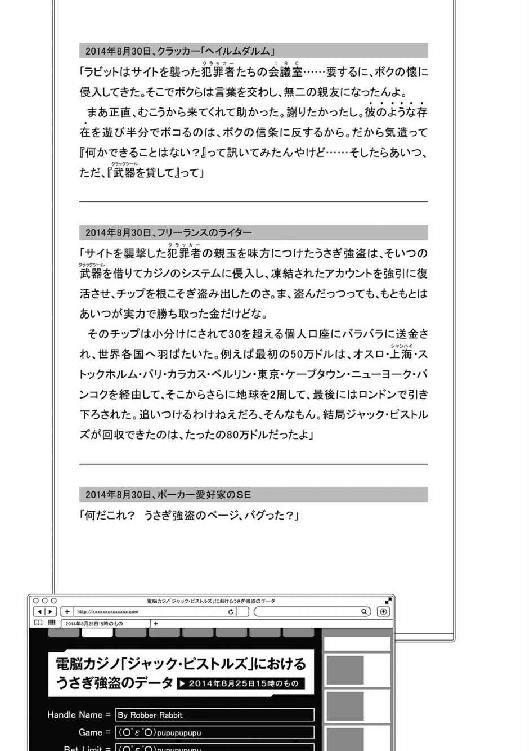 2014年8月30日、クラッカー「ヘイルムダルム」
「ラビットはサイトを襲った犯罪者たちの会議室……要するに、ボクの懐に
侵入してきた。そこでボクらは言葉を交わし、無二の親友になったんよ。
まあ正直、むこうから来てくれて助かった。謝りたかったし。彼のような存
在を遊び半分でボコるのは、ボクの信条に反するから。だから気遣って
『何かできることはない?』って訊いてみたんやけど……そしたらあいつ、
ただ、『武器を貸して』って」
2014年8月30日、フリーランスのライター
「サイトを襲撃した犯罪者の親玉を味方につけたうさぎ強盗は、そいつの
武器を借りてカジノのシステムに侵入し、凍結されたアカウントを強引に復
活させ、チップを根こそぎ盗み出したのさ。ま、盗んだっつっても、もともとは
あいつが実力で勝ち取った金だけどな。
そのチップは小分けにされて30を超える個人口座にバラバラに送金さ
れ、世界各国へ羽ばたいた。例えば最初の50万ドルは、オスロ・上海・ス
トックホルム・パリ・カラカス・ベルリン・東京・ケープタウン・ニューヨーク・バ
ンコクを経由して、そこからさらに地球を2周して、最後にはロンドンで引き
下ろされた。追いつけるわけねえだろ、そんなもん。結局ジャック・ピストル
ズが回収できたのは、たったの80万ドルだったよ」
2014年8月30日、ポーカー愛好家のSE
「何だこれ? うさぎ強盗のページ、バグった?」
電脳カジノ「ジャック・ピストルズ」におけるうさぎ強盗のデータ
電脳カジノ「ジャック・ピストルズ」における
うさぎ強盗のデータ ▶2014年8月25日15時のもの
Handle Name = By Robber Rabbit
Game = (〇゜ε゜〇)pupupupupu
Bet Limit = (〇゜ε゜〇)pupupupupu